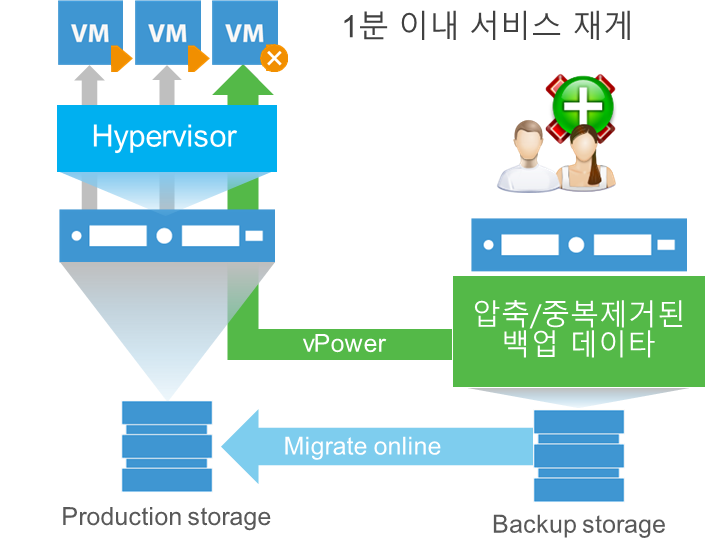 VM VM VM
1분 이내 서비스 재게
Hypervisor
압축/중복제거된
백업 데이타
vPower
Migrate online
Production storage
Backup storage